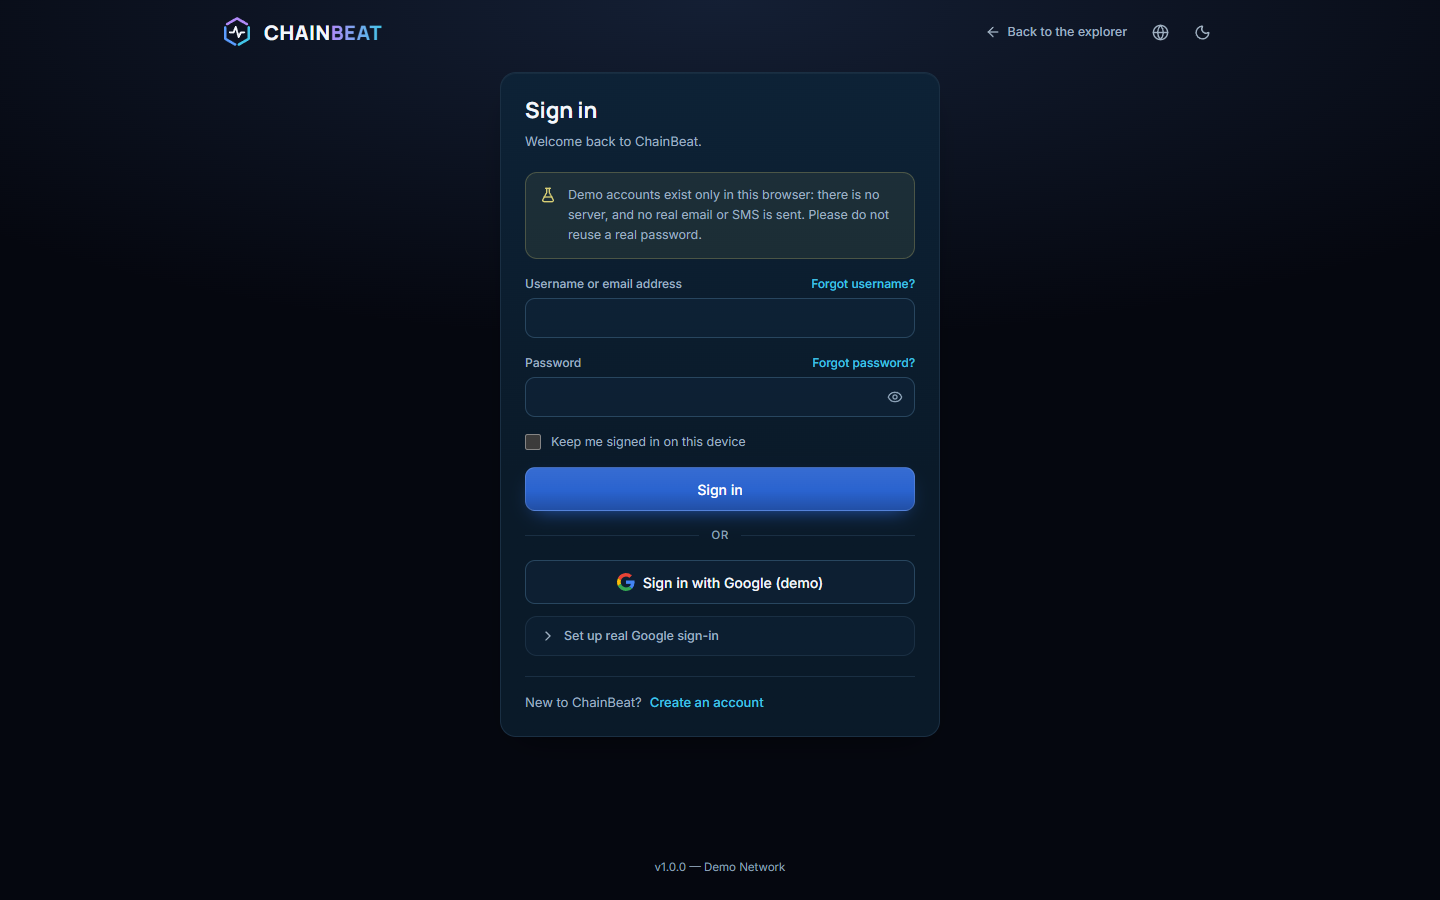 CHAINBEAT
Back to the explorer
Sign in
Welcome back to ChainBeat.
Demo accounts exist only in this browser: there is no
server, and no real email or SMS is sent. Please do not
reuse a real password.
Username or email address
Forgot username?
Password
Forgot password?
Keep me signed in on this device
Sign in
OR
Sign in with Google (demo)
Set up real Google sign-in
New to ChainBeat? Create an account
v1.0.0 — Demo Network